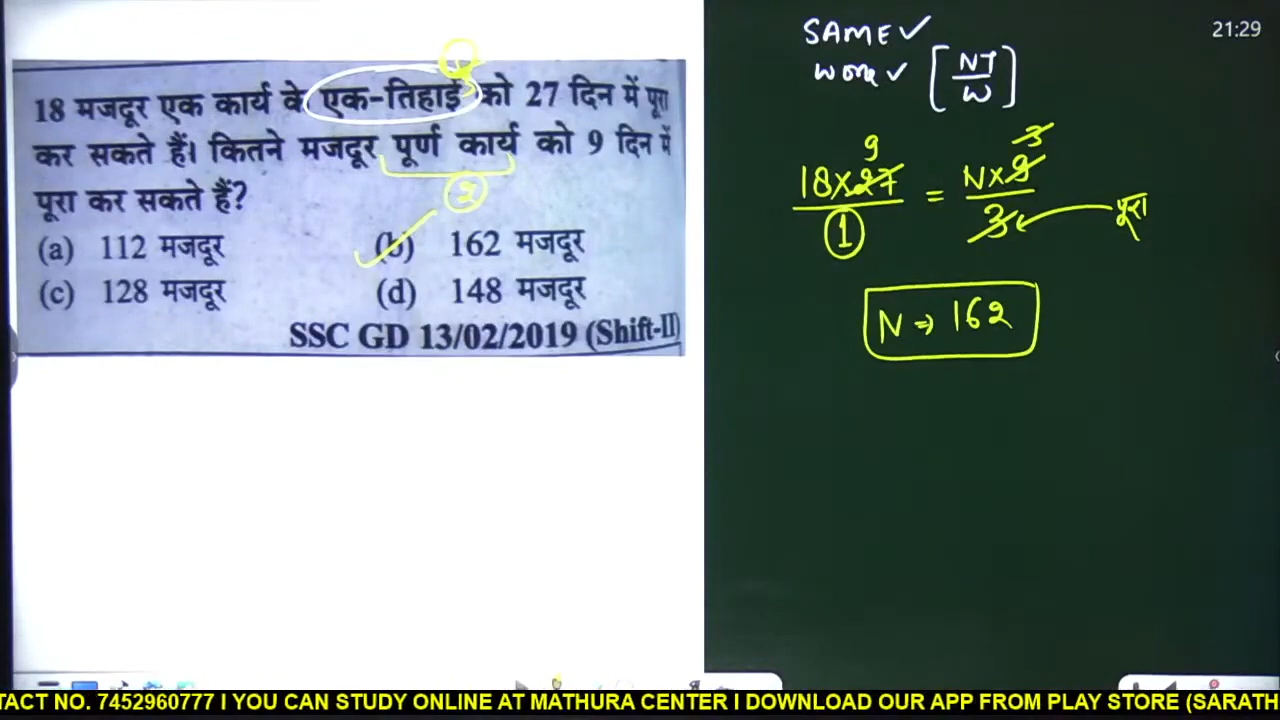 18 मजदूर एक कार्य के एक-तिहाई को 27 दिन में पूरा
कर सकते हैं। कितने मजदूर पूर्ण कार्य को 9 दिन में
पूरा कर सकते हैं?
(a) 112 मजदूर (b) 162 मजदूर
(c) 128 मजदूर (d) 148 मजदूर
SSC GD 13/02/2019 (Shift-II)
1
2
SAME ✓
WORK ✓ [NT/W]
21:29
9 3
18×27 = N×9
1 3 ← पूरा
N ⇒ 162
TACT NO. 7452960777 I YOU CAN STUDY ONLINE AT MATHURA CENTER I DOWNLOAD OUR APP FROM PLAY STORE (SARATH